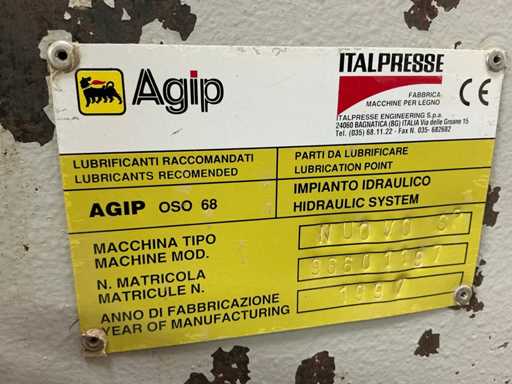 Agip
ITALPRESSE
FABBRICA
MACCHINE PER LEGNO
CE
ITALPRESSE ENGINEERING S.p.a.
24060 BAGNATICA (BG) ITALIA Via delle Groane 15
Tel. (035) 68.11.22 - Fax N. 035- 682682
LUBRIFICANTI RACCOMANDATI
LUBRICANTS RECOMENDED
PARTI DA LUBRIFICARE
LUBRICATION POINT
AGIP OSO 68
IMPIANTO IDRAULICO
HIDRAULIC SYSTEM
MACCHINA TIPO
MACHINE MOD.
NUOVO
N. MATRICOLA
MATRICULE N.
ANNO DI FABBRICAZIONE
YEAR OF MANUFACTURING
1997